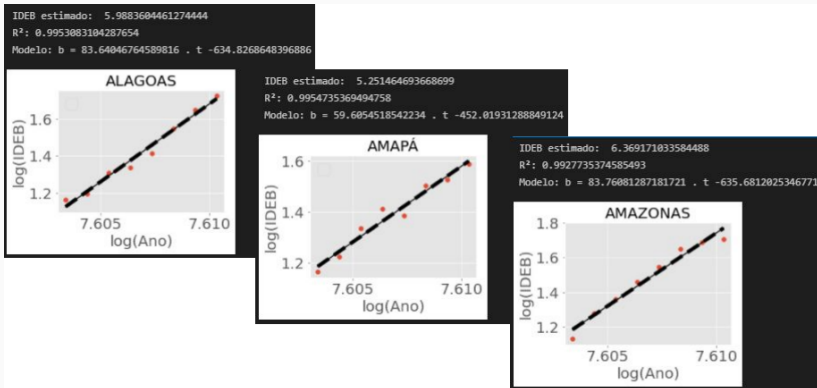 IDEB estimado: 5.9883604461274444
R²: 0.9953083104287654
Modelo: b = 83.64046764589816 . t -634.8268648396886
ALAGOAS
log(IDEB)
1.6
1.4
1.2
7.605
7.610
log(Ano)
IDEB estimado: 5.251464693668699
R²: 0.9954735369494758
Modelo: b = 59.6054518542234 . t -452.01931288849124
AMAPÁ
log(IDEB)
1.6
1.4
1.2
7.605
7.610
log(Ano)
IDEB estimado: 6.369171033584488
R²: 0.9927735374585493
Modelo: b = 83.76081287181721 . t -635.6812025346771
AMAZONAS
log(IDEB)
1.8
1.6
1.4
1.2
7.605
7.610
log(Ano)